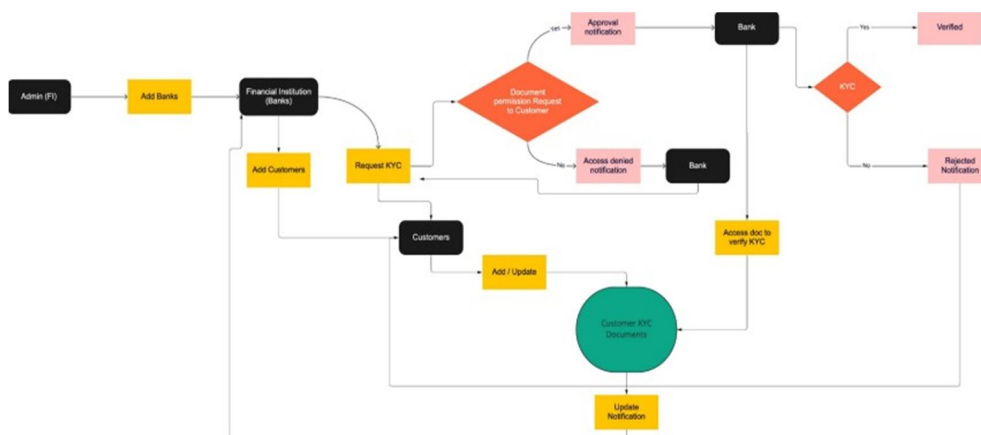 Yes
Approval
notification
Bank
Yes
Verified
Admin (FI)
Add Banks
Financial Institution
(Banks)
Document
permission Request
to Customer
KYC
Add Customers
Request KYC
No
Access denied
notification
Bank
No
Rejected
Notification
Customers
Access doc to
verify KYC
Add / Update
Customer KYC
Documents
Update
Notification